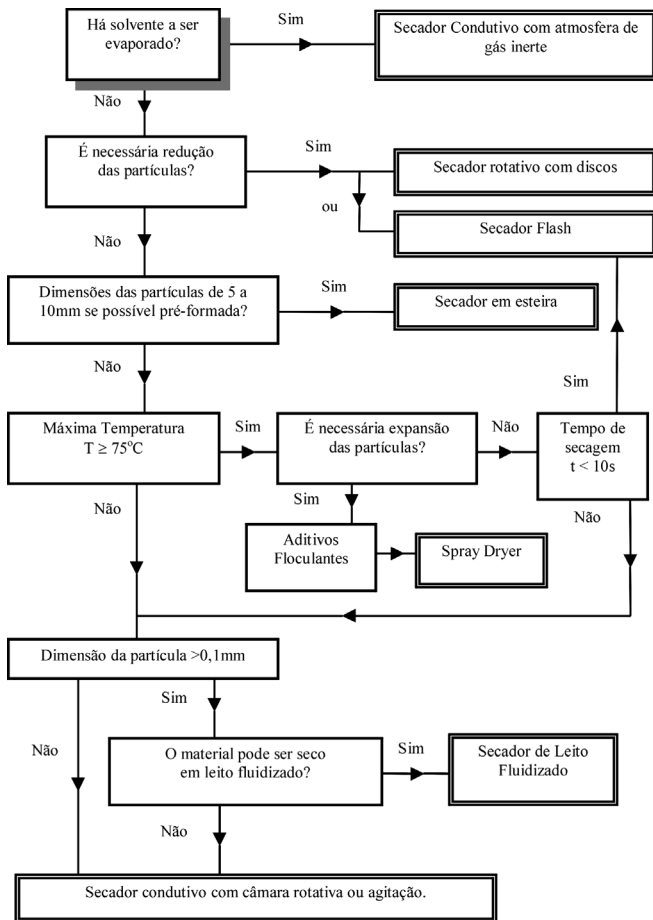 Há solvente a ser
evaporado?
Sim
Secador Condutivo com atmosfera de
gás inerte
Não
É necessária redução
das partículas?
Sim
Secador rotativo com discos
ou
Secador Flash
Não
Dimensões das partículas de 5 a
10mm se possível pré-formada?
Sim
Secador em esteira
Não
Sim
Máxima Temperatura
T ≥ 75°C
Sim
É necessária expansão
das partículas?
Não
Tempo de
secagem
t < 10s
Não
Sim
Não
Aditivos
Floculantes
Spray Dryer
Dimensão da partícula >0,1mm
Sim
Não
O material pode ser seco
em leito fluidizado?
Sim
Secador de Leito
Fluidizado
Não
Secador condutivo com câmara rotativa ou agitação.